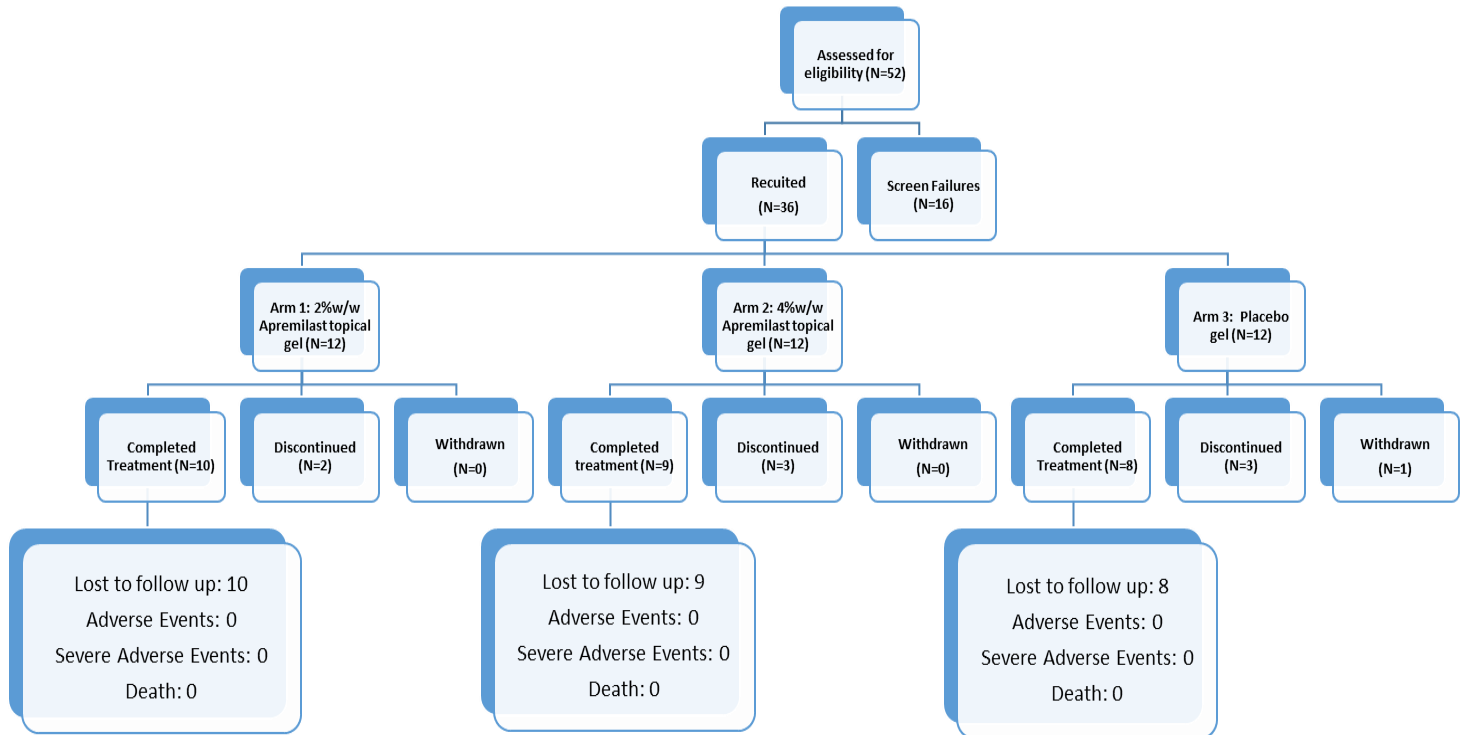 Assessed for
eligibility (N=52)
Recuited
(N=36)
Screen Failures
(N=16)
Arm 1: 2%w/w
Apremilast topical
gel (N=12)
Arm 2: 4%w/w
Apremilast topical
gel (N=12)
Arm 3: Placebo
gel (N=12)
Completed
Treatment (N=10)
Discontinued
(N=2)
Withdrawn
(N=0)
Completed
treatment (N=9)
Discontinued
(N=3)
Withdrawn
(N=0)
Completed
Treatment (N=8)
Discontinued
(N=3)
Withdrawn
(N=1)
Lost to follow up: 10
Adverse Events: 0
Severe Adverse Events: 0
Death: 0
Lost to follow up: 9
Adverse Events: 0
Severe Adverse Events: 0
Death: 0
Lost to follow up: 8
Adverse Events: 0
Severe Adverse Events: 0
Death: 0